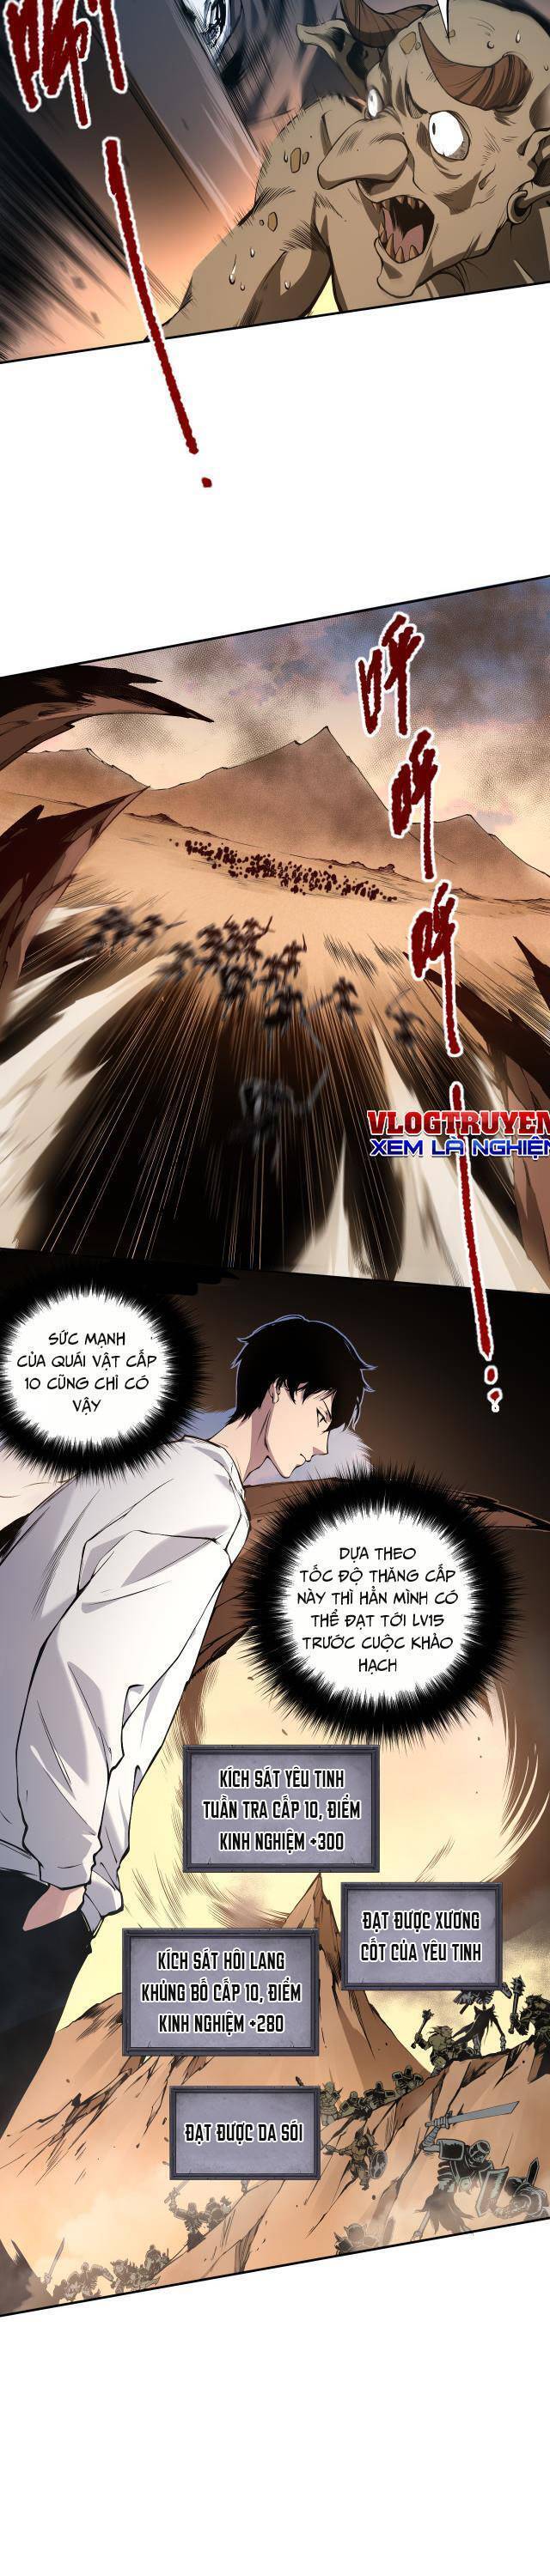 呼
呼
呼
呼
VLOGTRUYEN
XEM LÀ NGHIỆN
SỨC MẠNH
CỦA QUÁI VẬT CẤP
10 CŨNG CHỈ CÓ
VẬY
DỰA THEO
TỐC ĐỘ THĂNG CẤP
NÀY THÌ HẲN MÌNH CÓ
THỂ ĐẠT TỚI LV15
TRƯỚC CUỘC KHẢO
HẠCH
KÍCH SÁT YÊU TINH
TUẦN TRA CẤP 10, ĐIỂM
KINH NGHIỆM +300
ĐẠT ĐƯỢC XƯƠNG
CỐT CỦA YÊU TINH
KÍCH SÁT HÔI LANG
KHỦNG BỐ CẤP 10, ĐIỂM
KINH NGHIỆM +280
ĐẠT ĐƯỢC DA SÓI